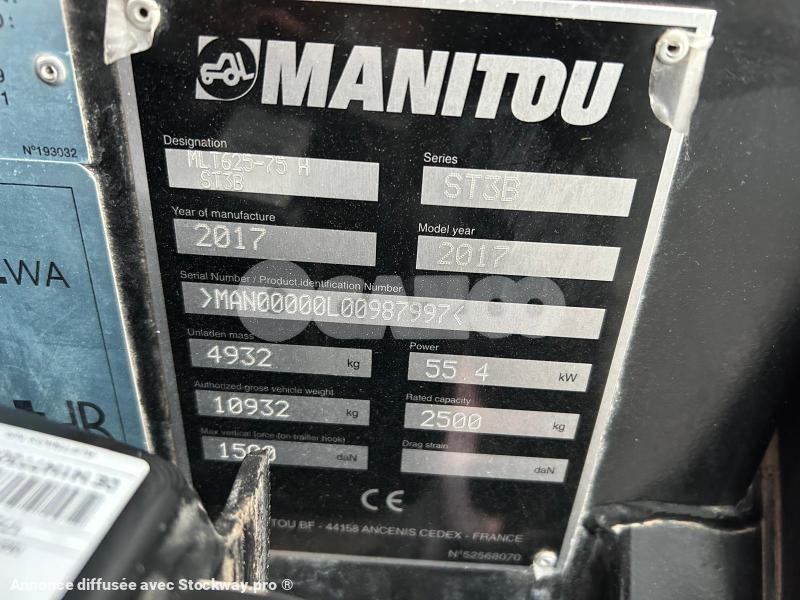 N°193032
LWA
MANITOU
Designation
MLT625-75 H
ST3B
Series
ST3B
Year of manufacture
2017
Model year
2017
Serial Number / Product.identification Number
>MAN00000L00987997<
Unladen mass
4932 kg
Power
55.4 kW
Authorized gross vehicle weight
10932 kg
Rated capacity
2500 kg
Max vertical force (on trailler hook)
daN
Drag strain
daN
CE
TOU BF - 44158 ANCENIS CEDEX - FRANCE
N°52568070
Annonce diffusée avec Stockway.pro ®